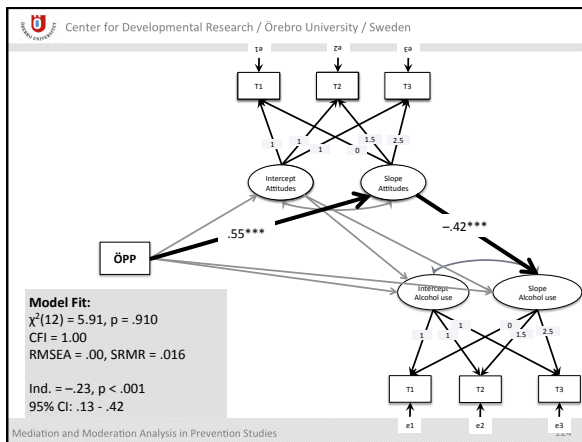 Center for Developmental Research / Örebro University / Sweden
e1 e2 e3
T1 T2 T3
1 1 1 0 1.5 2.5
Intercept
Attitudes
Slope
Attitudes
.55***
–.42***
ÖPP
Intercept
Alcohol use
Slope
Alcohol use
1 1 1 0 1.5 2.5
T1 T2 T3
e1 e2 e3
Model Fit:
χ²(12) = 5.91, p = .910
CFI = 1.00
RMSEA = .00, SRMR = .016
Ind. = –.23, p < .001
95% CI: .13 - .42
Mediation and Moderation Analysis in Prevention Studies